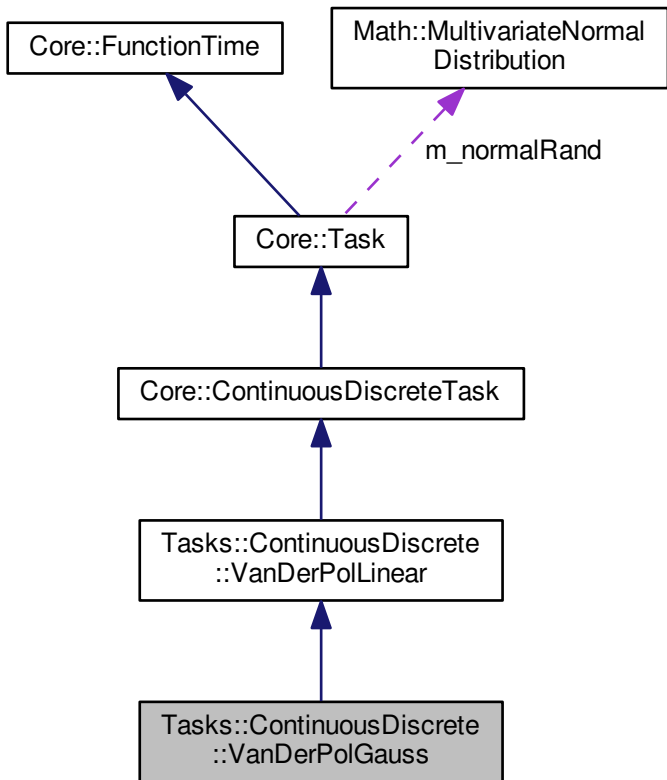 Core::FunctionTime
Math::MultivariateNormal
Distribution
m_normalRand
Core::Task
Core::ContinuousDiscreteTask
Tasks::ContinuousDiscrete
::VanDerPolLinear
Tasks::ContinuousDiscrete
::VanDerPolGauss